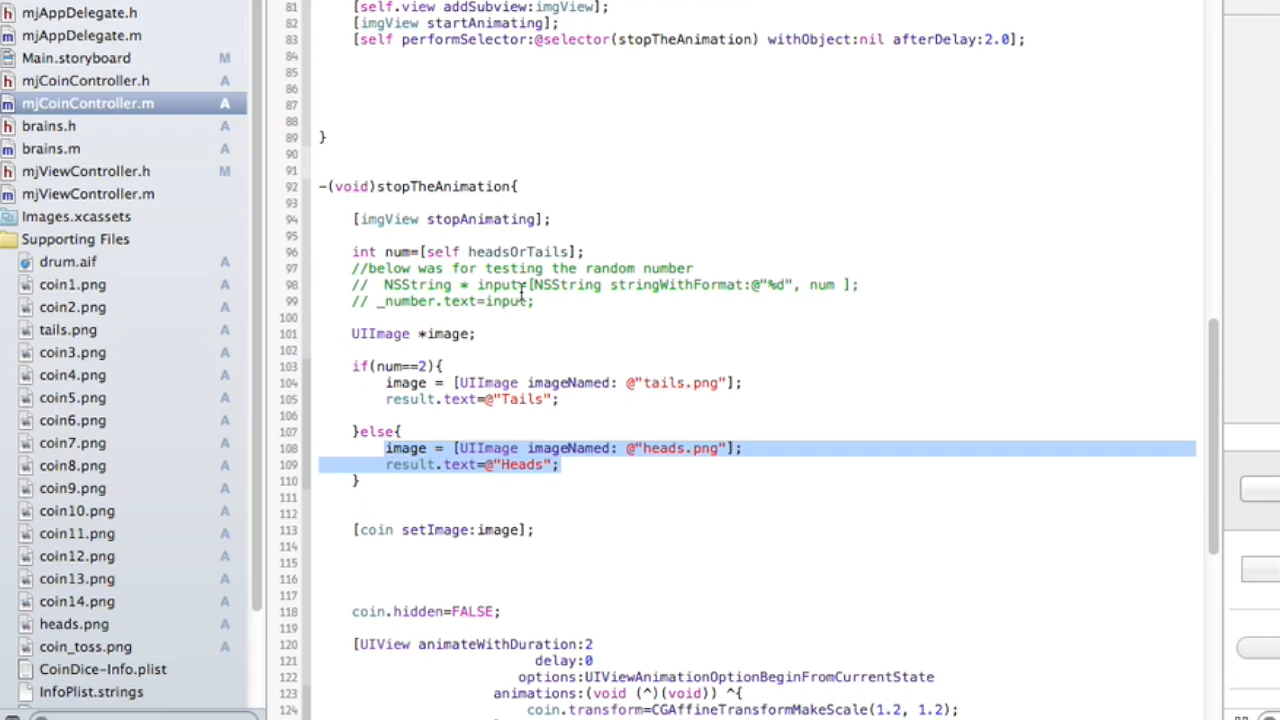 mjAppDelegate.h
mjAppDelegate.m
Main.storyboard M
mjCoinController.h A
mjCoinController.m A
brains.h A
brains.m A
mjViewController.h M
mjViewController.m
Images.xcassets
Supporting Files
drum.aif A
coin1.png A
coin2.png A
tails.png A
coin3.png A
coin4.png A
coin5.png A
coin6.png A
coin7.png A
coin8.png A
coin9.png A
coin10.png A
coin11.png A
coin12.png A
coin13.png A
coin14.png A
heads.png A
coin_toss.png A
CoinDice-Info.plist
InfoPlist.strings
81 [self.view addSubview:imgView];
82 [imgView startAnimating];
83 [self performSelector:@selector(stopTheAnimation) withObject:nil afterDelay:2.0];
84
85
86
87
88
89 }
90
91
92 -(void)stopTheAnimation{
93
94 [imgView stopAnimating];
95
96 int num=[self headsOrTails];
97 //below was for testing the random number
98 // NSString * input=[NSString stringWithFormat:@"%d", num ];
99 // _number.text=input;
100
101 UIImage *image;
102
103 if(num==2){
104 image = [UIImage imageNamed: @"tails.png"];
105 result.text=@"Tails";
106
107 }else{
108 image = [UIImage imageNamed: @"heads.png"];
109 result.text=@"Heads";
110 }
111
112
113 [coin setImage:image];
114
115
116
117
118 coin.hidden=FALSE;
119
120 [UIView animateWithDuration:2
121 delay:0
122 options:UIViewAnimationOptionBeginFromCurrentState
123 animations:(void (^)(void)) ^{
124 coin.transform=CGAffineTransformMakeScale(1.2, 1.2);